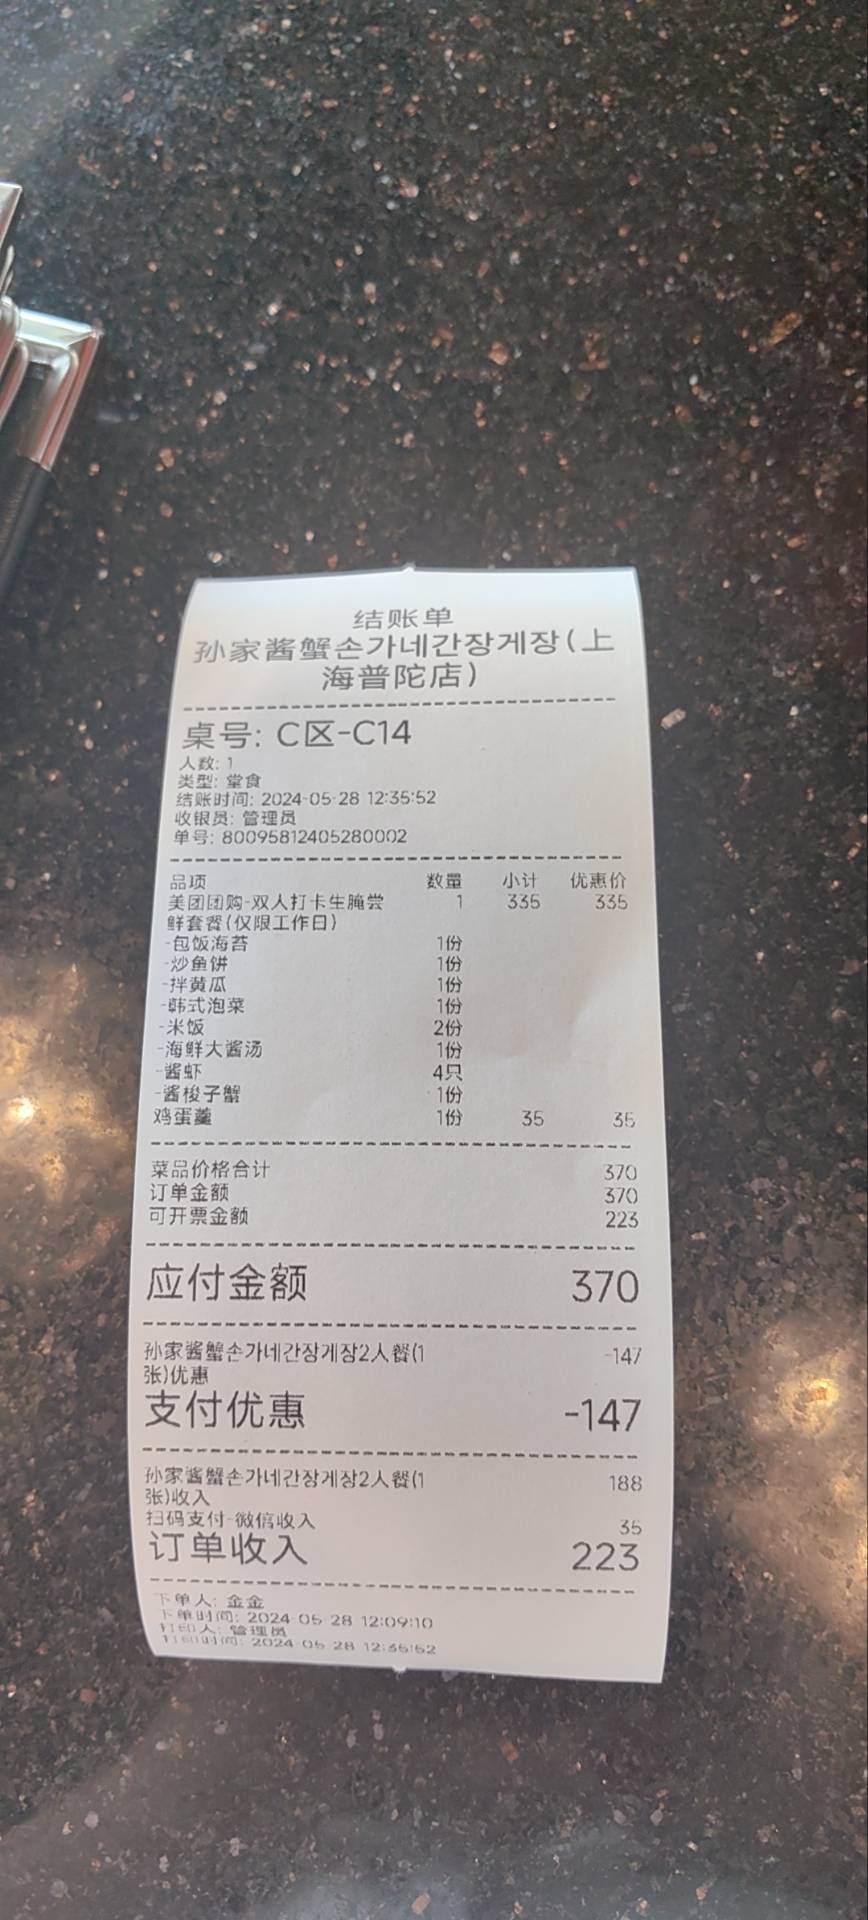 结账单
孙家酱蟹손가네간장게장(上
海普陀店)
桌号: C区-C14
人数: 1
类型: 堂食
结账时间: 2024-05-28 12:35:52
收银员: 管理员
单号: 80095812405280002
品项 数量 小计 优惠价
美团团购-双人打卡生腌尝 1 335 335
鲜套餐(仅限工作日)
-包饭海苔 1份
-炒鱼饼 1份
-拌黄瓜 1份
-韩式泡菜 1份
-米饭 2份
-海鲜大酱汤 1份
-酱虾 4只
-酱梭子蟹 1份
鸡蛋羹 1份 35 35
菜品价格合计 370
订单金额 370
可开票金额 223
应付金额 370
孙家酱蟹손가네간장게장2人餐(1 -147
张)优惠
支付优惠 -147
孙家酱蟹손가네간장게장2人餐(1 188
张)收入
扫码支付-微信收入 35
订单收入 223
下单人: 金金
下单时间: 2024-05-28 12:09:10
打印人: 管理员
打印时间: 2024-05-28 12:35:52